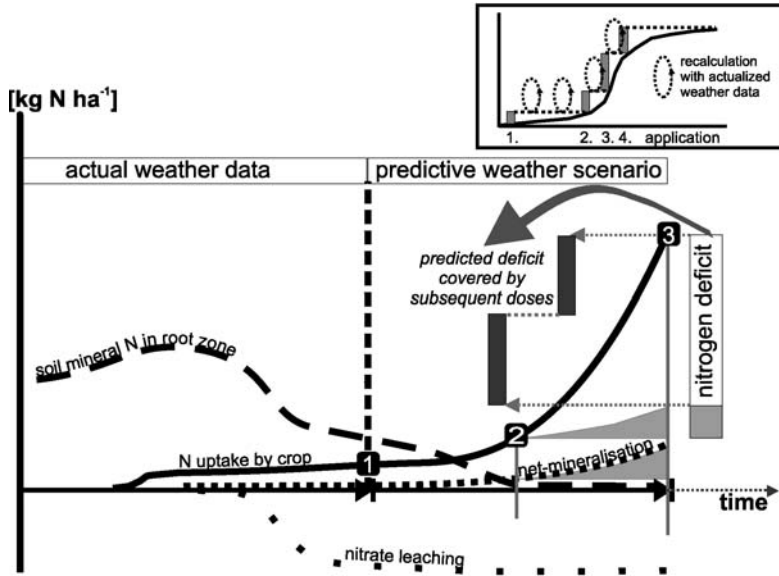 recalculation
with actualized
weather data
1. 2. 3. 4. application
[kg N ha⁻¹]
actual weather data
predictive weather scenario
3
predicted deficit
covered by
subsequent doses
nitrogen deficit
soil mineral N in root zone
2
N uptake by crop
1
net-mineralisation
time
nitrate leaching